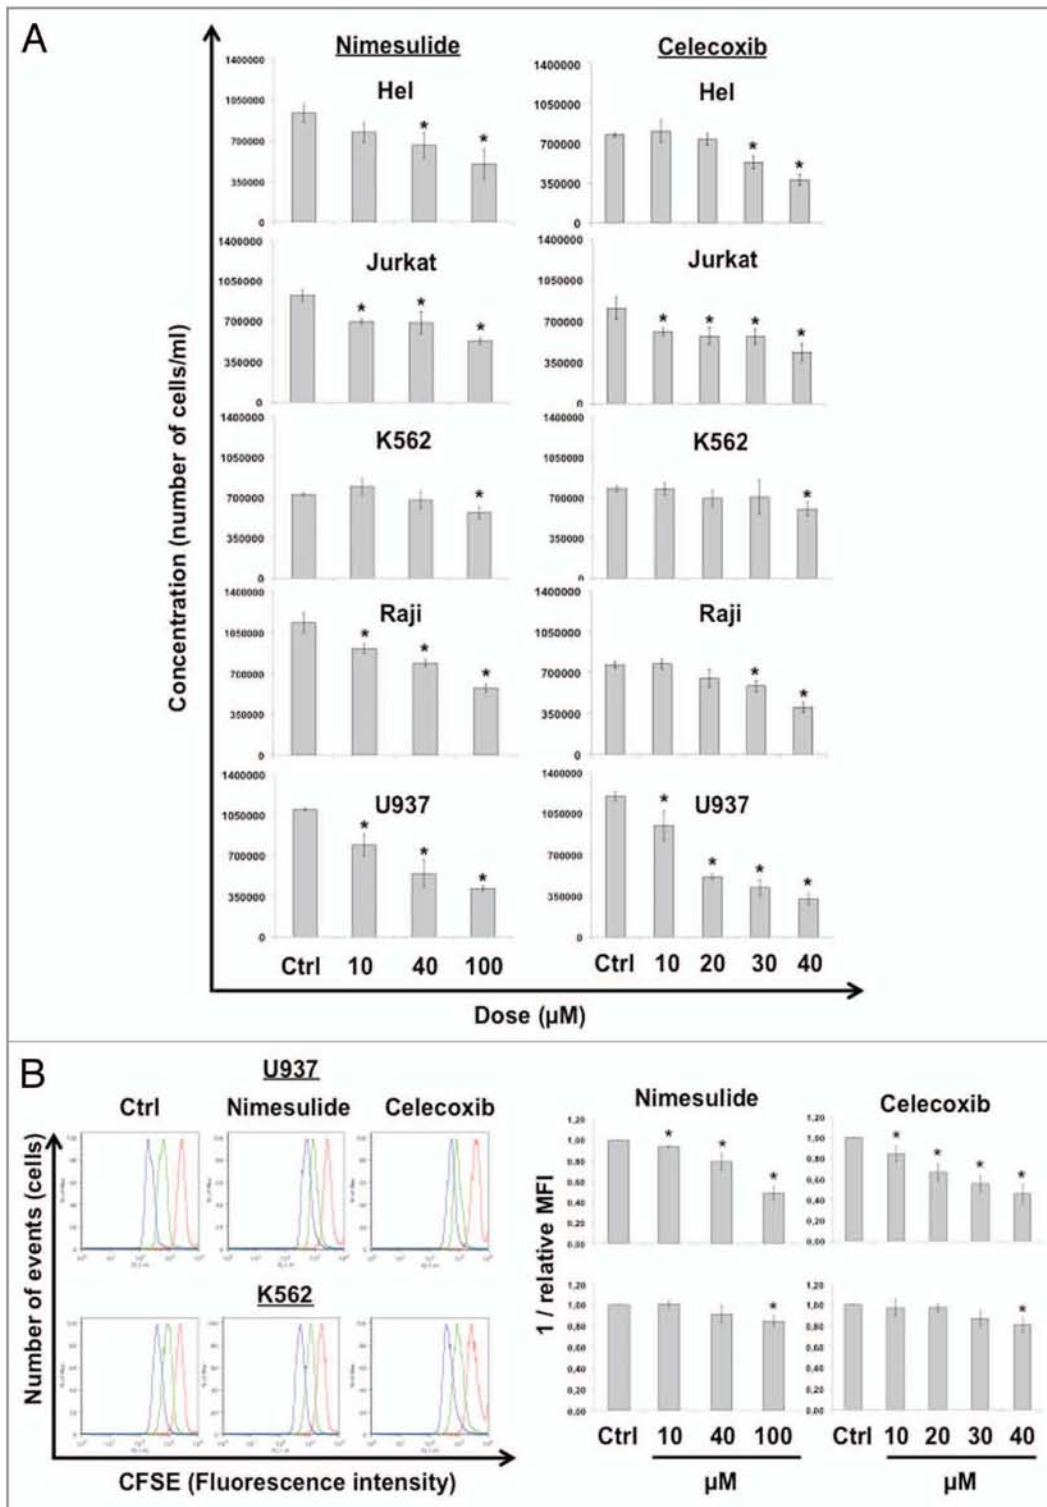 A
Nimesulide
Celecoxib
Concentration (number of cells/ml)
Hel
1400000
1050000
700000
350000
0
* *
Hel
1400000
1050000
700000
350000
0
* *
Jurkat
1400000
1050000
700000
350000
0
* * *
Jurkat
1400000
1050000
700000
350000
0
* * * *
K562
1400000
1050000
700000
350000
0
*
K562
1400000
1050000
700000
350000
0
*
Raji
1400000
1050000
700000
350000
0
* * *
Raji
1400000
1050000
700000
350000
0
* *
U937
1400000
1050000
700000
350000
0
* * *
U937
1400000
1050000
700000
350000
0
* * * *
Ctrl 10 40 100
Ctrl 10 20 30 40
Dose (µM)
B
U937
Ctrl Nimesulide Celecoxib
Number of events (cells)
K562
CFSE (Fluorescence intensity)
Nimesulide
Celecoxib
1 / relative MFI
1,20
1,00
0,80
0,60
0,40
0,20
0,00
* * *
1,20
1,00
0,80
0,60
0,40
0,20
0,00
* * * *
1,20
1,00
0,80
0,60
0,40
0,20
0,00
*
1,20
1,00
0,80
0,60
0,40
0,20
0,00
*
Ctrl 10 40 100
µM
Ctrl 10 20 30 40
µM